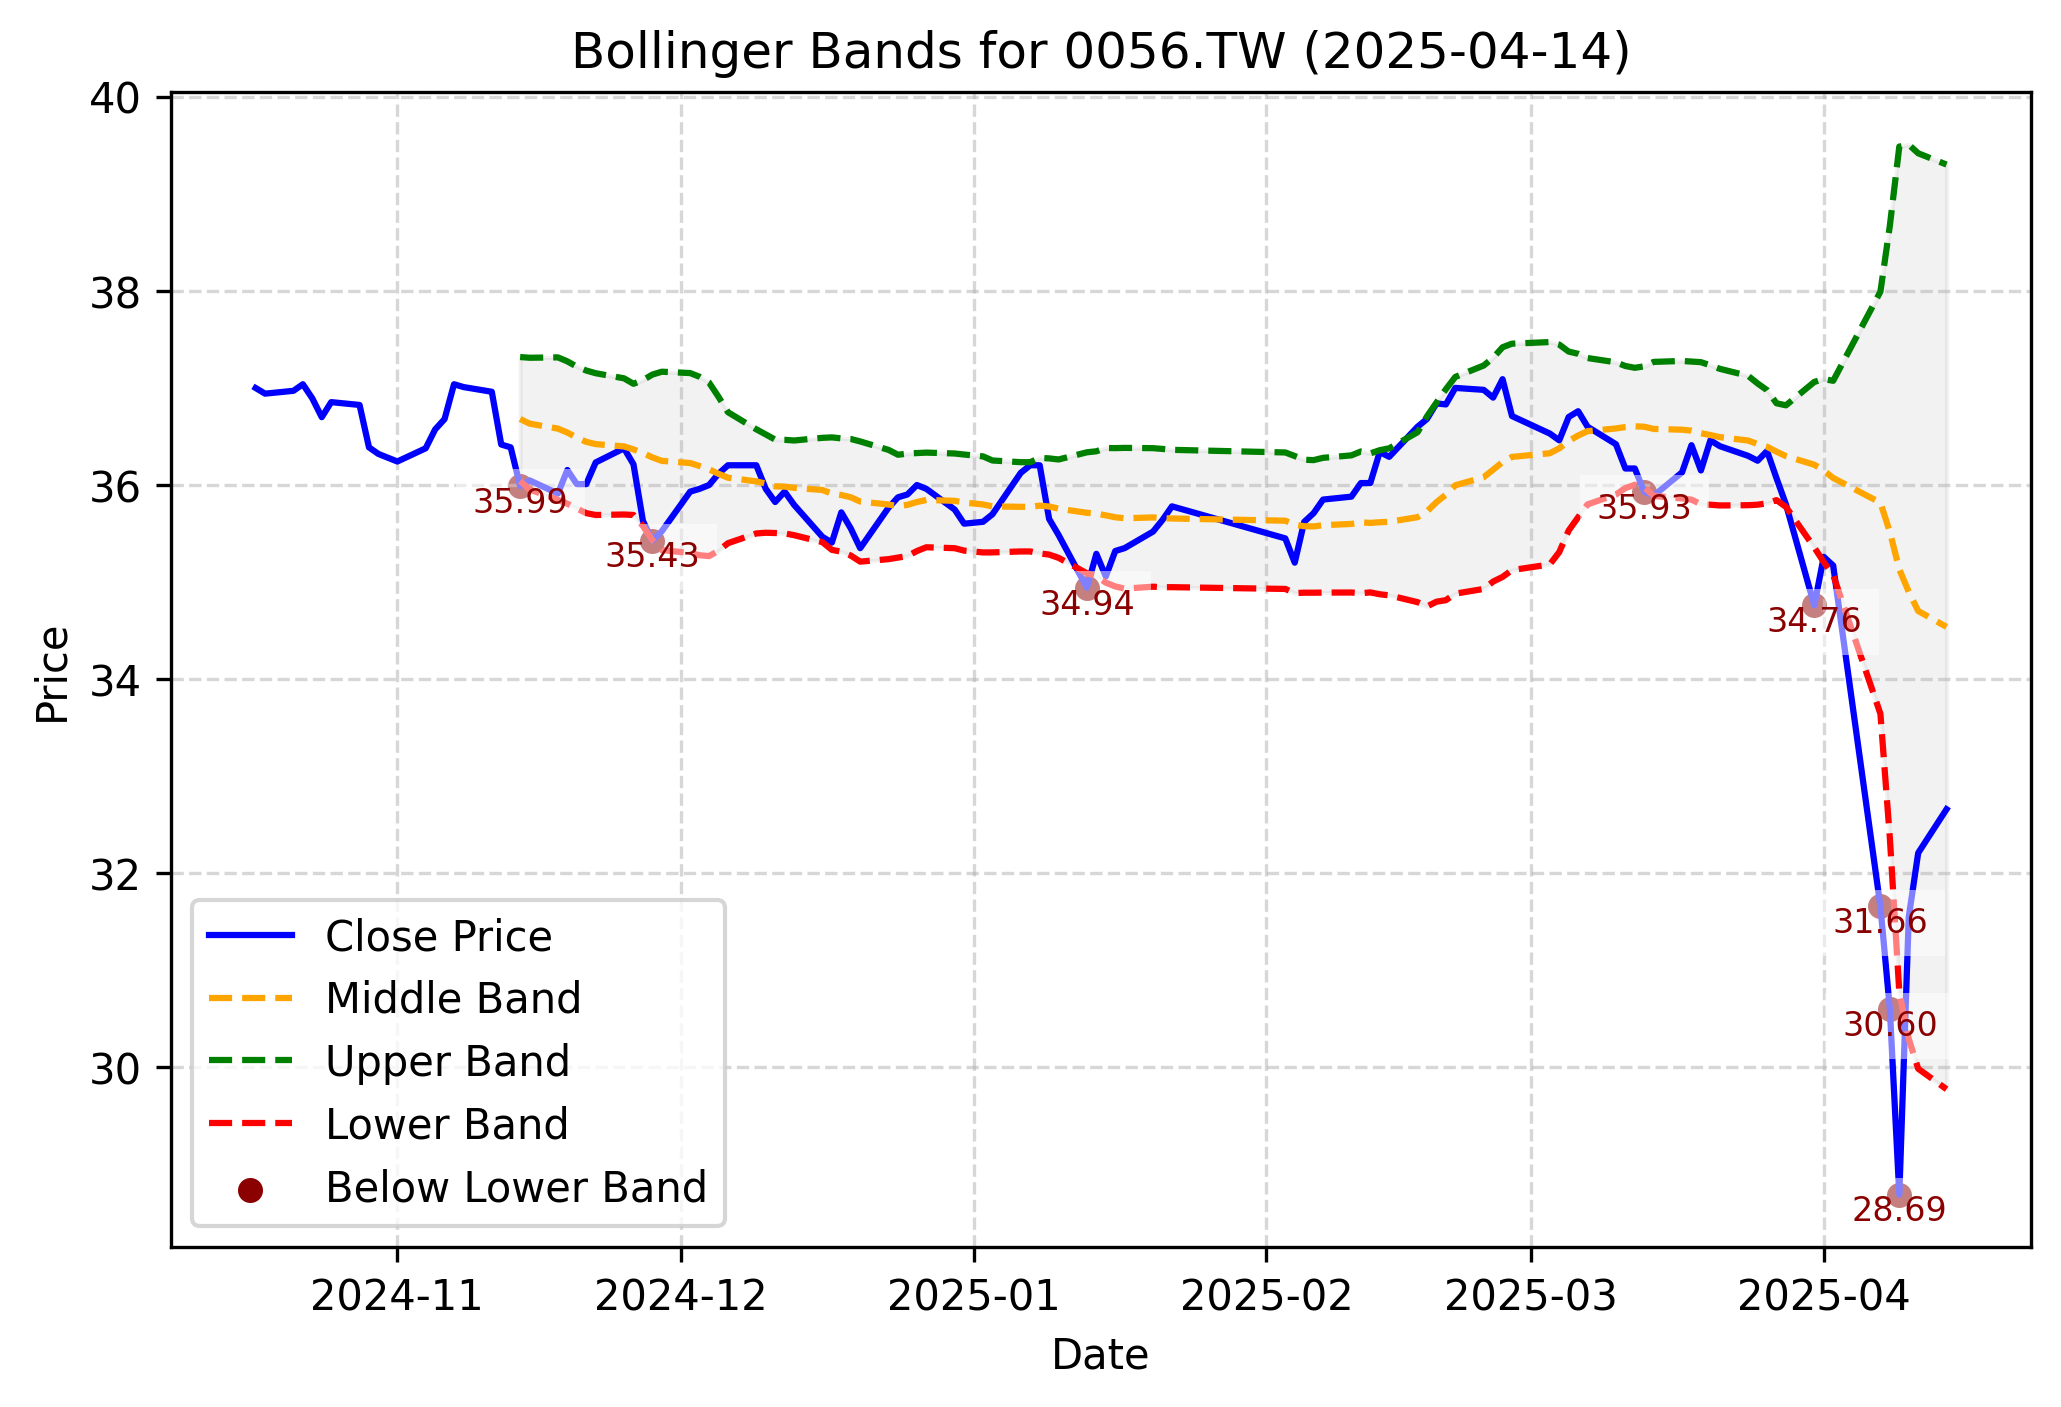 Bollinger Bands for 0056.TW (2025-04-14)
40
38
36
34
32
30
Price
35.99
35.43
34.94
35.93
34.76
31.66
30.60
28.69
Close Price
Middle Band
Upper Band
Lower Band
Below Lower Band
2024-11
2024-12
2025-01
2025-02
2025-03
2025-04
Date